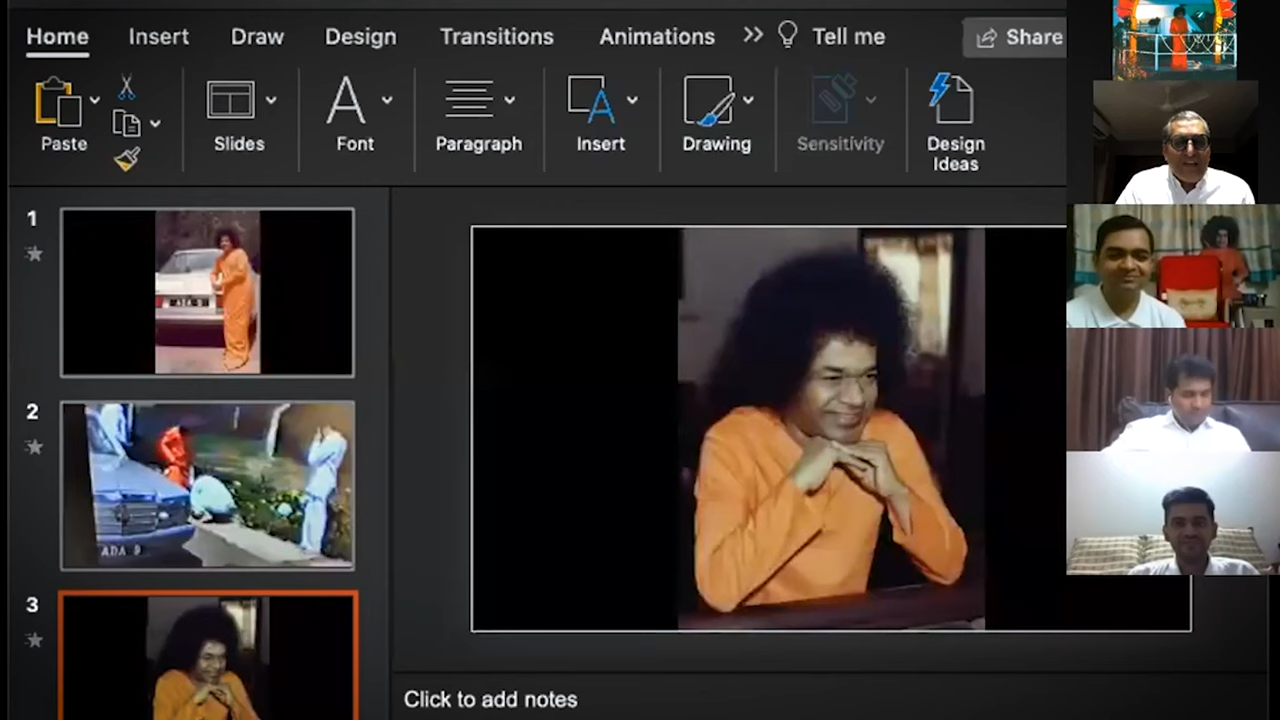 Home Insert Draw Design Transitions Animations Tell me Share
Paste Slides Font Paragraph Insert Drawing Sensitivity Design
Ideas
1
ADA 9
2
ADA 9
3
Click to add notes